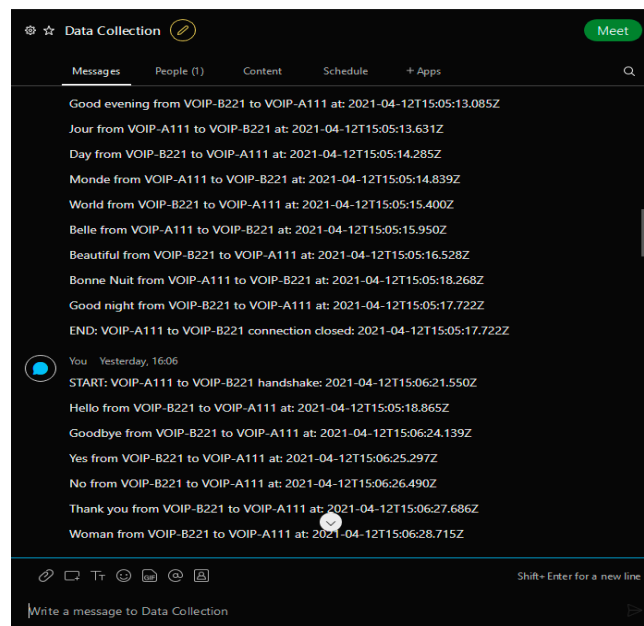 Data Collection
Meet
Messages People (1) Content Schedule + Apps
Good evening from VOIP-B221 to VOIP-A111 at: 2021-04-12T15:05:13.085Z
Jour from VOIP-A111 to VOIP-B221 at: 2021-04-12T15:05:13.631Z
Day from VOIP-B221 to VOIP-A111 at: 2021-04-12T15:05:14.285Z
Monde from VOIP-A111 to VOIP-B221 at: 2021-04-12T15:05:14.839Z
World from VOIP-B221 to VOIP-A111 at: 2021-04-12T15:05:15.400Z
Belle from VOIP-A111 to VOIP-B221 at: 2021-04-12T15:05:15.950Z
Beautiful from VOIP-B221 to VOIP-A111 at: 2021-04-12T15:05:16.528Z
Bonne Nuit from VOIP-A111 to VOIP-B221 at: 2021-04-12T15:05:18.268Z
Good night from VOIP-B221 to VOIP-A111 at: 2021-04-12T15:05:17.722Z
END: VOIP-A111 to VOIP-B221 connection closed: 2021-04-12T15:05:17.722Z
You Yesterday, 16:06
START: VOIP-A111 to VOIP-B221 handshake: 2021-04-12T15:06:21.550Z
Hello from VOIP-B221 to VOIP-A111 at: 2021-04-12T15:05:18.865Z
Goodbye from VOIP-B221 to VOIP-A111 at: 2021-04-12T15:06:24.139Z
Yes from VOIP-B221 to VOIP-A111 at: 2021-04-12T15:06:25.297Z
No from VOIP-B221 to VOIP-A111 at: 2021-04-12T15:06:26.490Z
Thank you from VOIP-B221 to VOIP-A111 at: 2021-04-12T15:06:27.686Z
Woman from VOIP-B221 to VOIP-A111 at: 2021-04-12T15:06:28.715Z
GIF
Shift+ Enter for a new line
Write a message to Data Collection